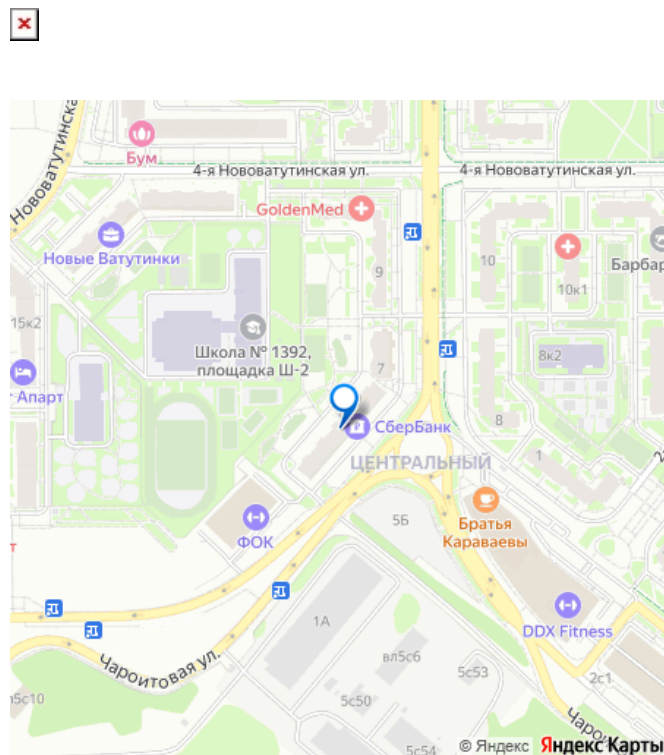 Нововатутинская
Бум
4-я Нововатутинская ул.
4-я Нововатутинская ул.
GoldenMed
Новые Ватутинки
9
10
10к1
Барбар
15к2
Школа № 1392,
площадка Ш-2
7
8к2
Апарт
СберБанк
8
ЦЕНТРАЛЬНЫЙ
1
2
5Б
Братья
Караваевы
ФОК
т
1А
DDX Fitness
Чароитовая ул.
вл5с6
5с53
2с1
5с10
5с50
5с54
Чаро
© Яндекс Яндекс Карты